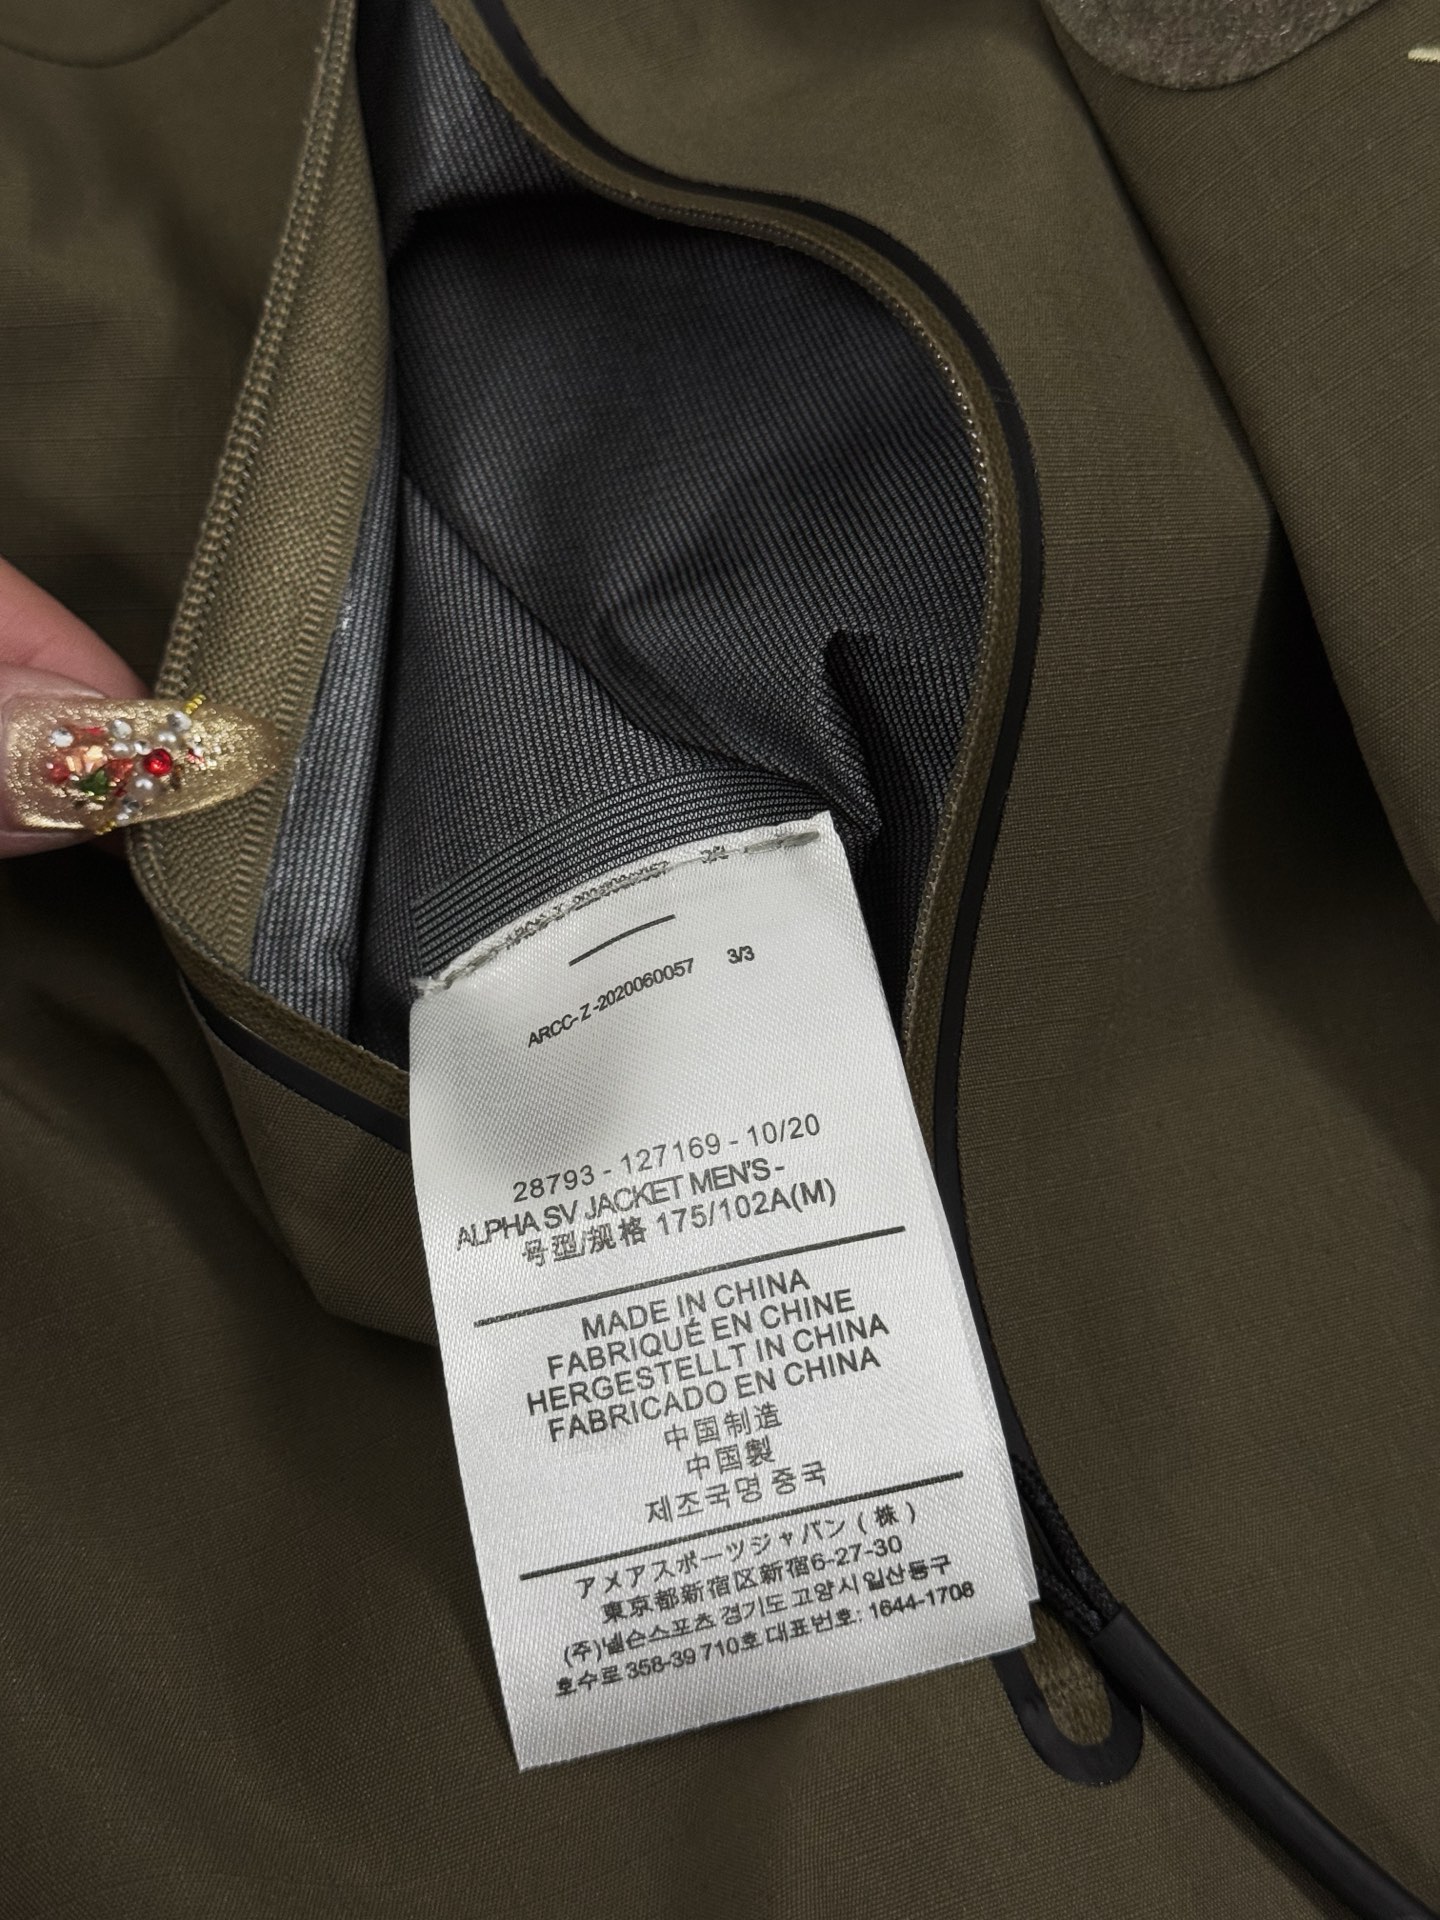 ARCC-Z-2020060057 3/3
28793 - 127169 - 10/20
ALPHA SV JACKET MEN'S -
号型/规格 175/102A(M)
MADE IN CHINA
FABRIQUÉ EN CHINE
HERGESTELLT IN CHINA
FABRICADO EN CHINA
中国制造
中国製
제조국명 중국
アメアスポーツジャパン (株)
東京都新宿区新宿6-27-30
(주)넬슨스포츠 경기도 고양시 일산동구
호수로 358-39 710호 대표번호: 1644-1708